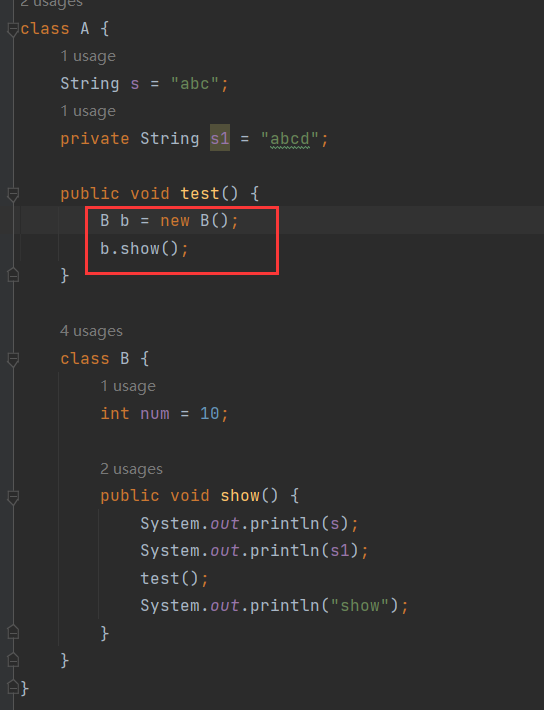 2 usages
class A {
1 usage
String s = "abc";
1 usage
private String s1 = "abcd";
public void test() {
B b = new B();
b.show();
}
4 usages
class B {
1 usage
int num = 10;
2 usages
public void show() {
System.out.println(s);
System.out.println(s1);
test();
System.out.println("show");
}
}
}